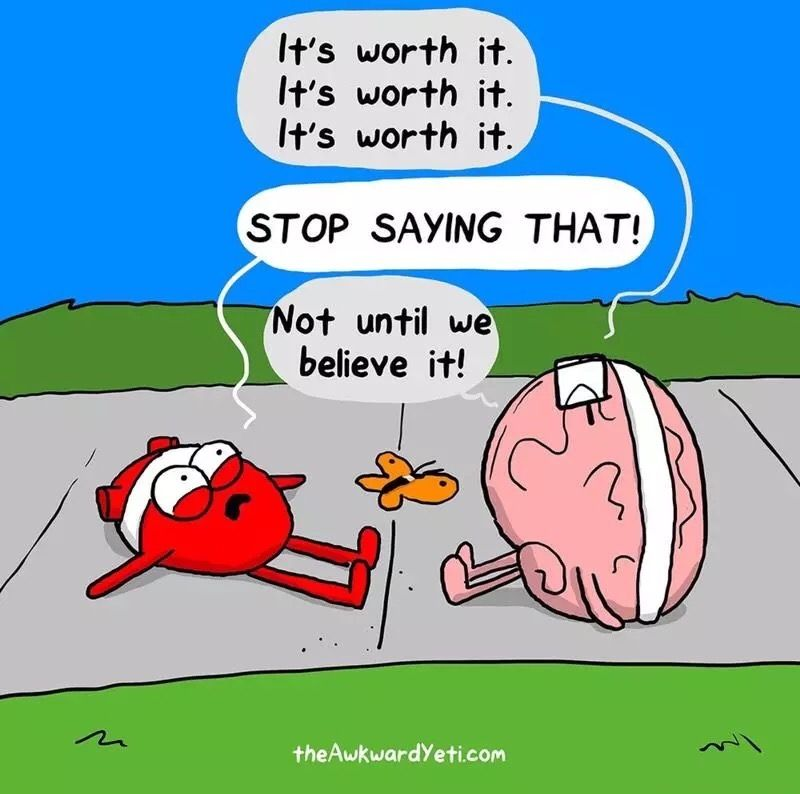 It's worth it.
It's worth it.
It's worth it.
STOP SAYING THAT!
Not until we
believe it!
theAwkwardYeti.com